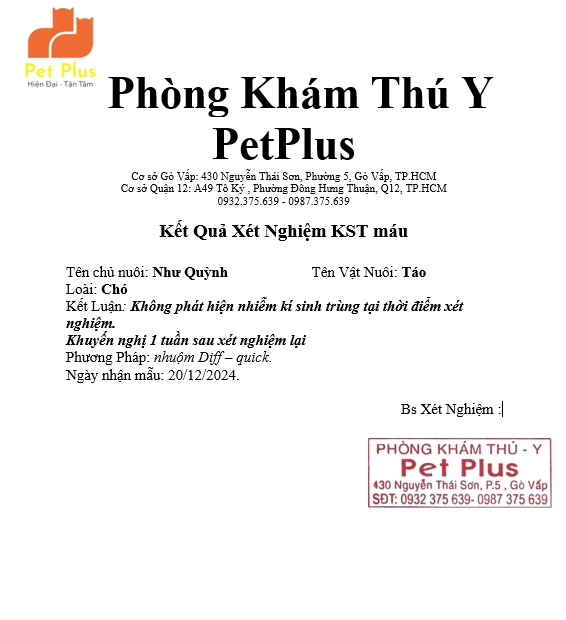 Pet Plus
Hiện Đại - Tận Tâm
Phòng Khám Thú Y
PetPlus
Cơ sở Gò Vấp: 430 Nguyễn Thái Sơn, Phường 5, Gò Vấp, TP.HCM
Cơ sở Quận 12: A49 Tô Ký , Phường Đông Hưng Thuận, Q12, TP.HCM
0932.375.639 - 0987.375.639
Kết Quả Xét Nghiệm KST máu
Tên chủ nuôi: Như Quỳnh Tên Vật Nuôi: Táo
Loài: Chó
Kết Luận: Không phát hiện nhiễm kí sinh trùng tại thời điểm xét
nghiệm.
Khuyến nghị 1 tuần sau xét nghiệm lại
Phương Pháp: nhuộm Diff – quick.
Ngày nhận mẫu: 20/12/2024.
Bs Xét Nghiệm :
PHÒNG KHÁM THÚ - Y
Pet Plus
430 Nguyễn Thái Sơn, P.5 , Gò Vấp
SĐT: 0932 375 639- 0987 375 639